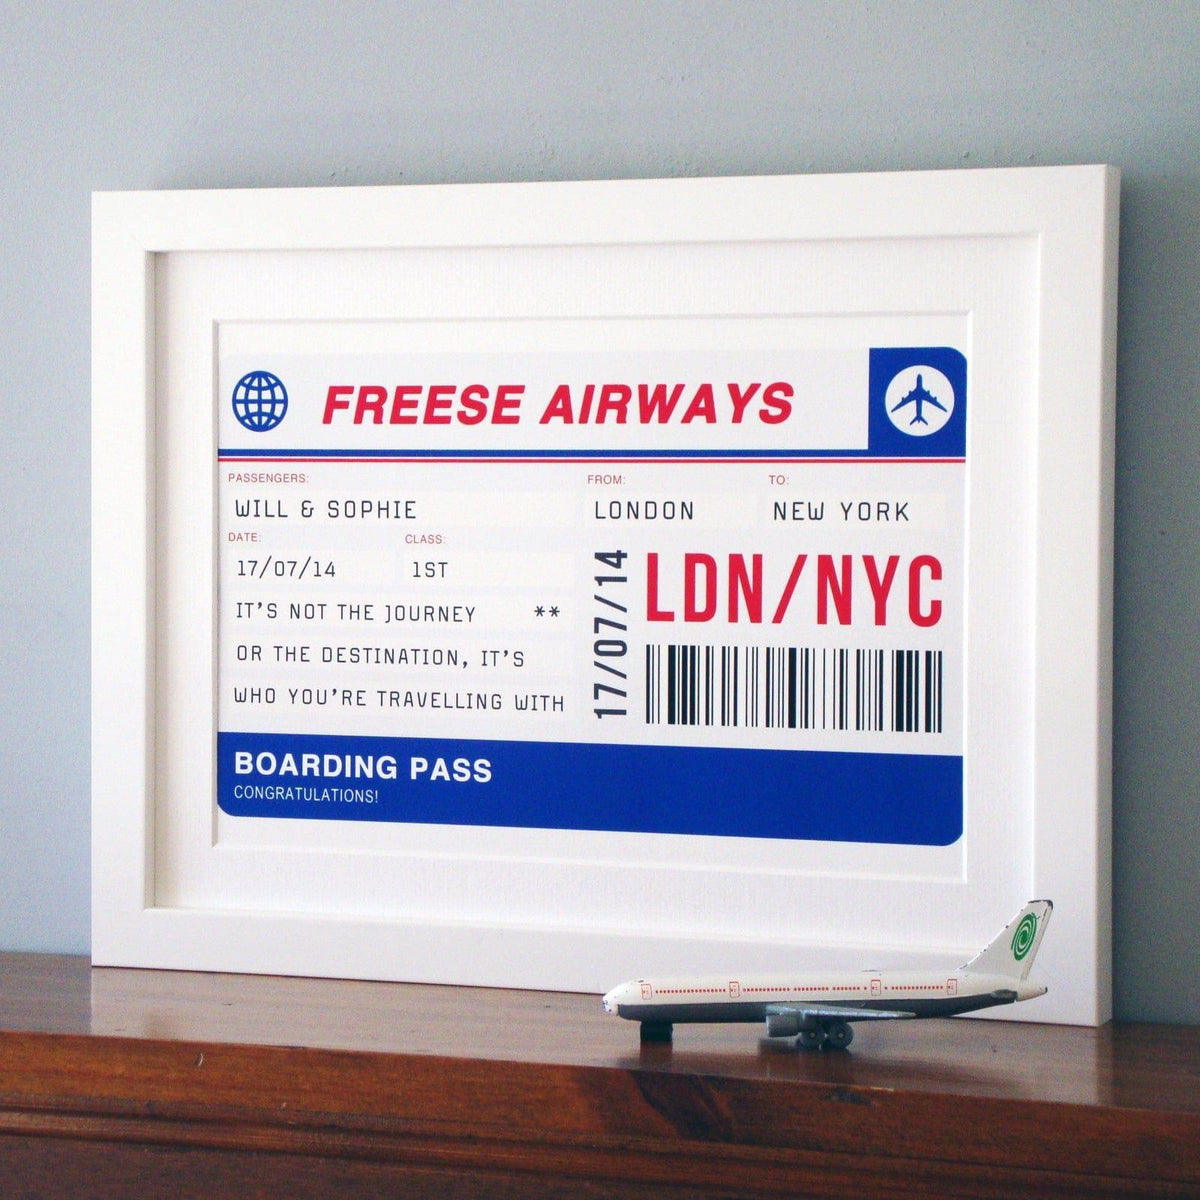 FREESE AIRWAYS
PASSENGERS:
WILL & SOPHIE
FROM:
LONDON
TO:
NEW YORK
DATE:
17/07/14
CLASS:
1ST
IT'S NOT THE JOURNEY **
OR THE DESTINATION, IT'S
WHO YOU'RE TRAVELLING WITH
17/07/14
LDN/NYC
BOARDING PASS
CONGRATULATIONS!